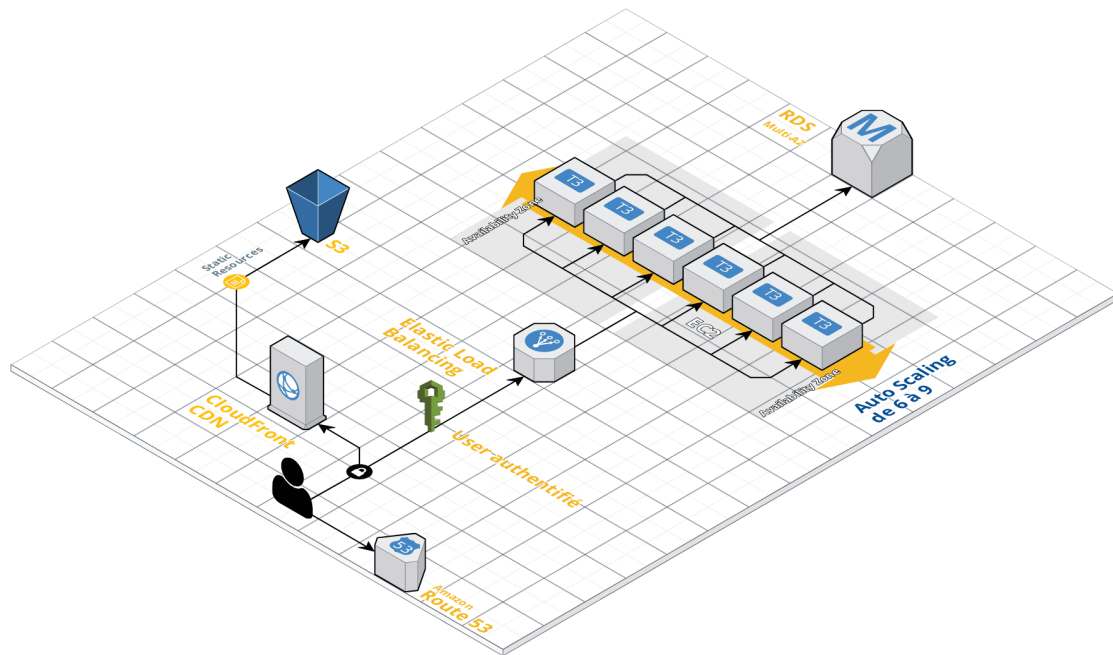 RDS
Multi-AZ
M
T3
T3
T3
T3
T3
T3
Availability Zone
S3
Static
Resources
EC2
Elastic Load
Balancing
Availability Zone
Auto Scaling
de 6 à 9
CloudFront
CDN
User authentifié
53
Amazon
Route 53